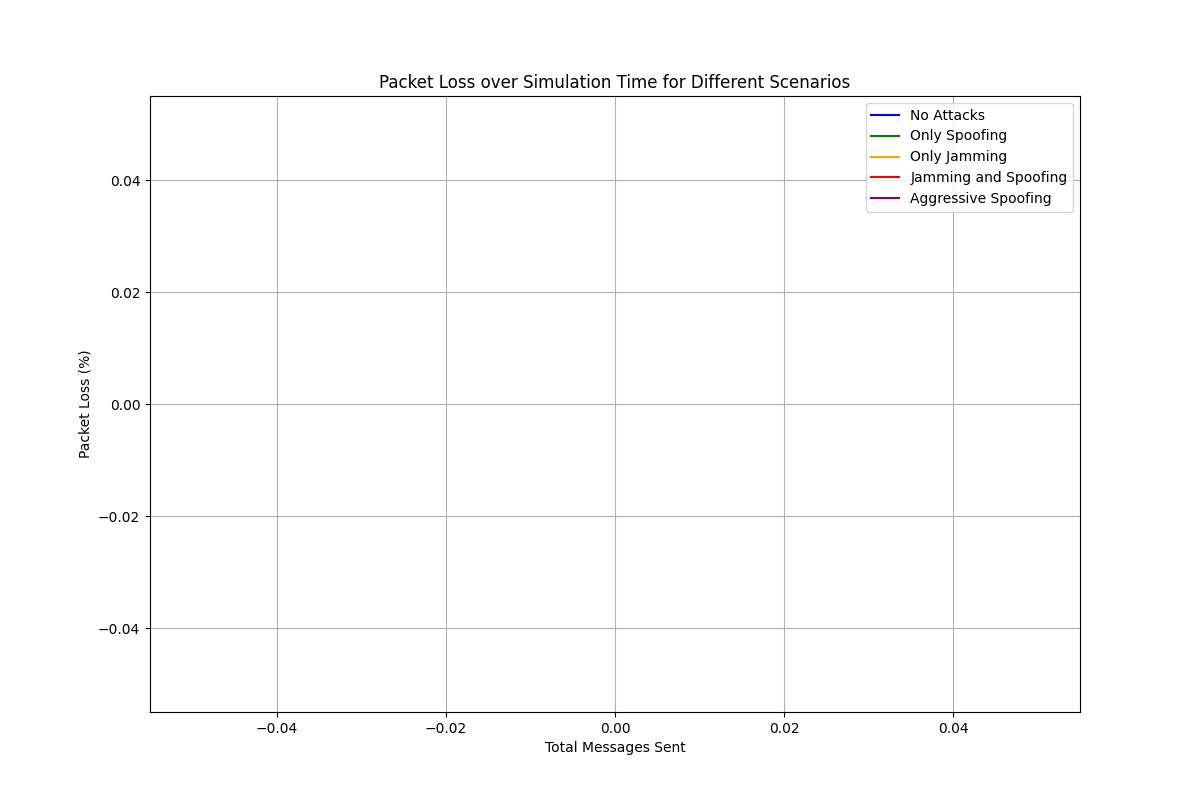 Packet Loss over Simulation Time for Different Scenarios
No Attacks
Only Spoofing
Only Jamming
Jamming and Spoofing
Aggressive Spoofing
0.04
0.02
0.00
−0.02
−0.04
Packet Loss (%)
−0.04
−0.02
0.00
0.02
0.04
Total Messages Sent